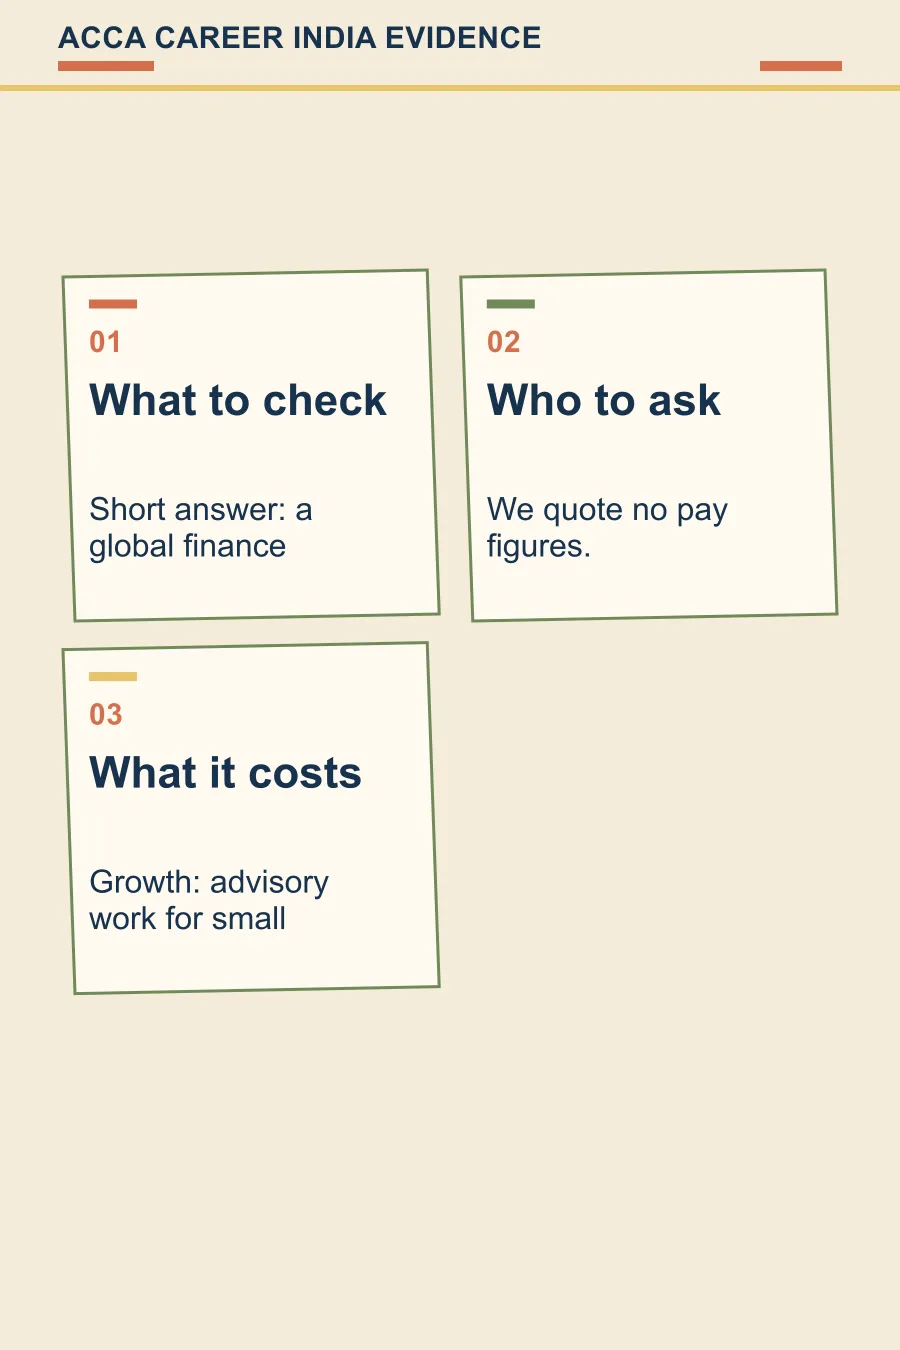 ACCA CAREER INDIA EVIDENCE
01
What to check
Short answer: a
global finance
02
Who to ask
We quote no pay
figures.
03
What it costs
Growth: advisory
work for small